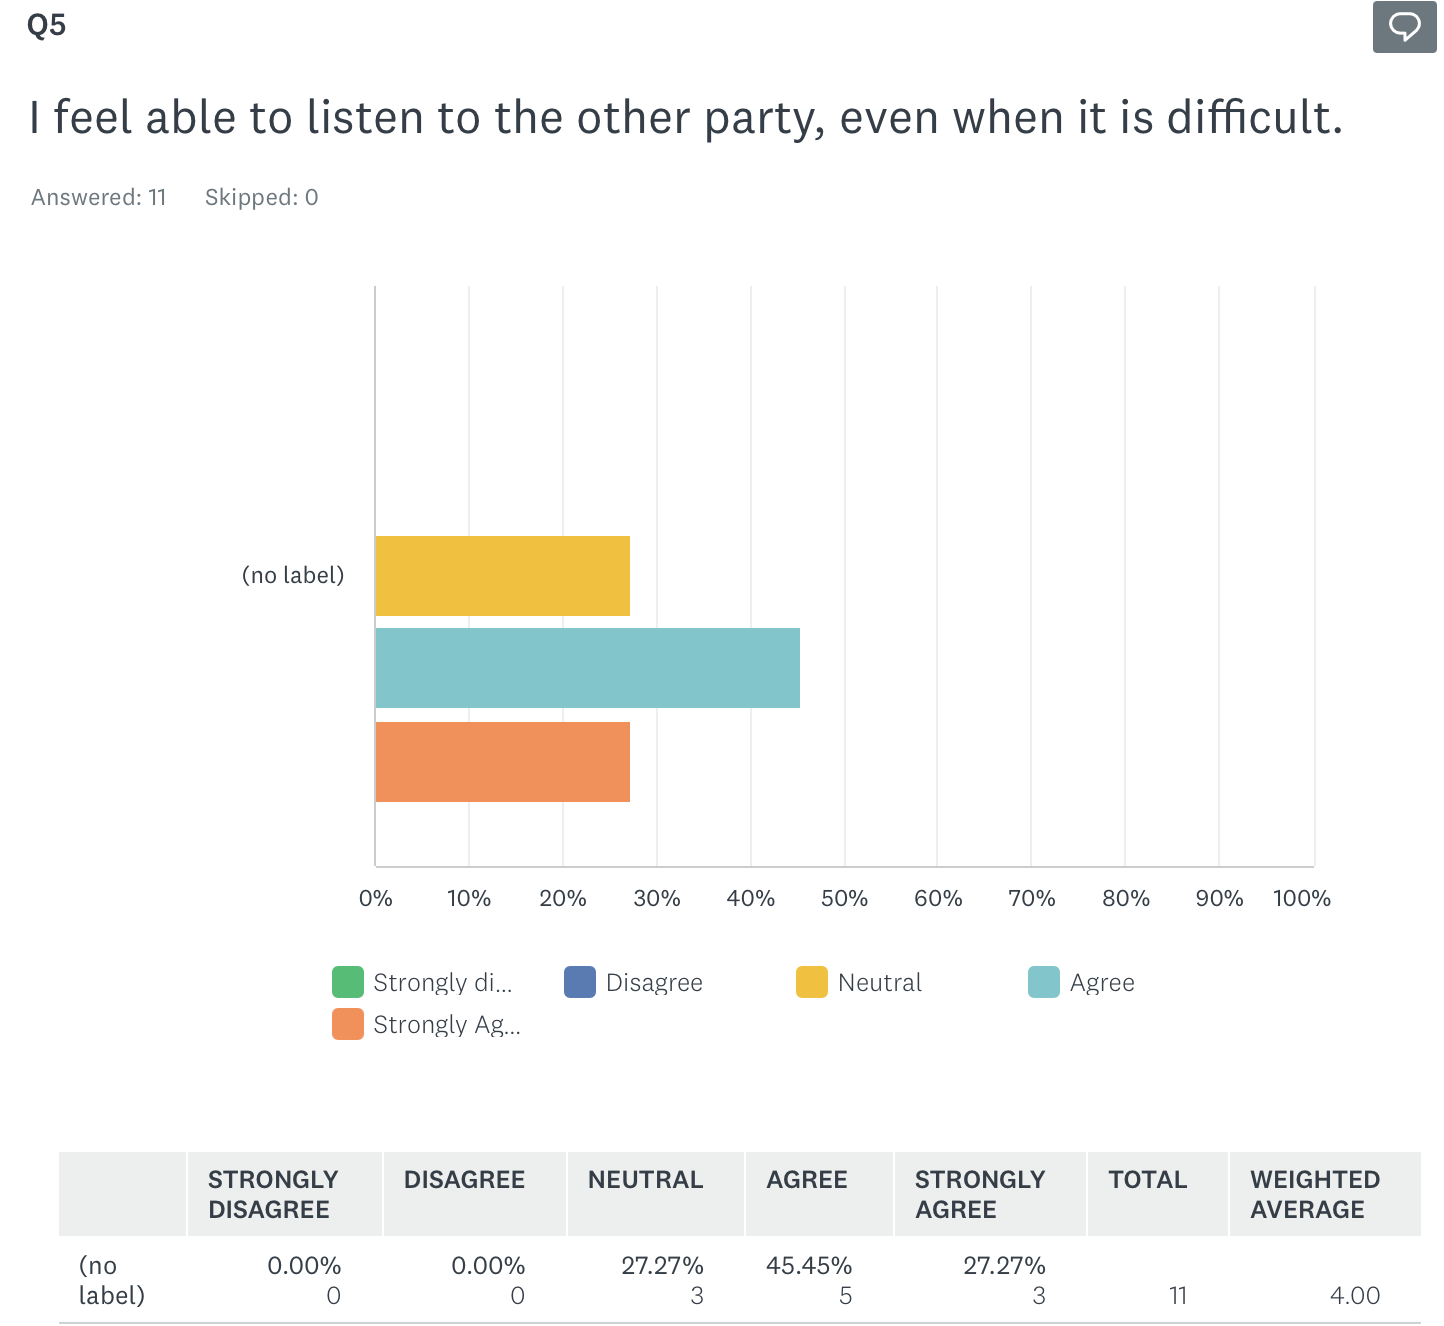 Q5
I feel able to listen to the other party, even when it is difficult.
Answered: 11 Skipped: 0
(no label)
0% 10% 20% 30% 40% 50% 60% 70% 80% 90% 100%
Strongly di... Disagree Neutral Agree
Strongly Ag...
STRONGLY DISAGREE NEUTRAL AGREE STRONGLY TOTAL WEIGHTED
DISAGREE AGREE AVERAGE
(no 0.00% 0.00% 27.27% 45.45% 27.27%
label) 0 0 3 5 3 11 4.00